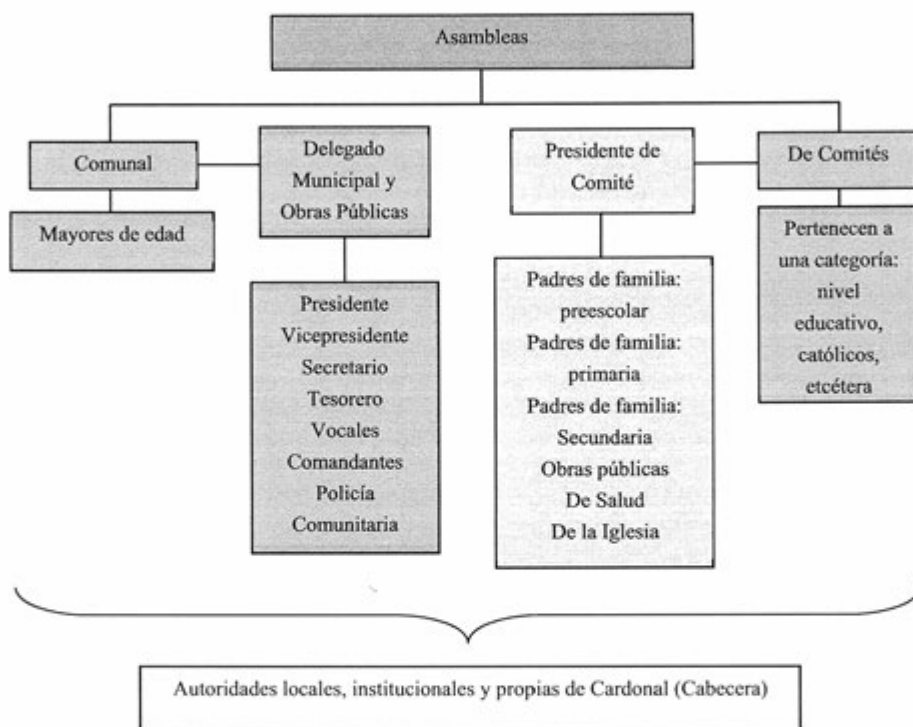 Asambleas
Comunal
Mayores de edad
Delegado
Municipal y
Obras Públicas
Presidente
Vicepresidente
Secretario
Tesorero
Vocales
Comandantes
Policía
Comunitaria
Presidente de
Comité
Padres de familia:
preescolar
Padres de familia:
primaria
Padres de familia:
Secundaria
Obras públicas
De Salud
De la Iglesia
De Comités
Pertenecen a
una categoría:
nivel
educativo,
católicos,
etcétera
Autoridades locales, institucionales y propias de Cardonal (Cabecera)